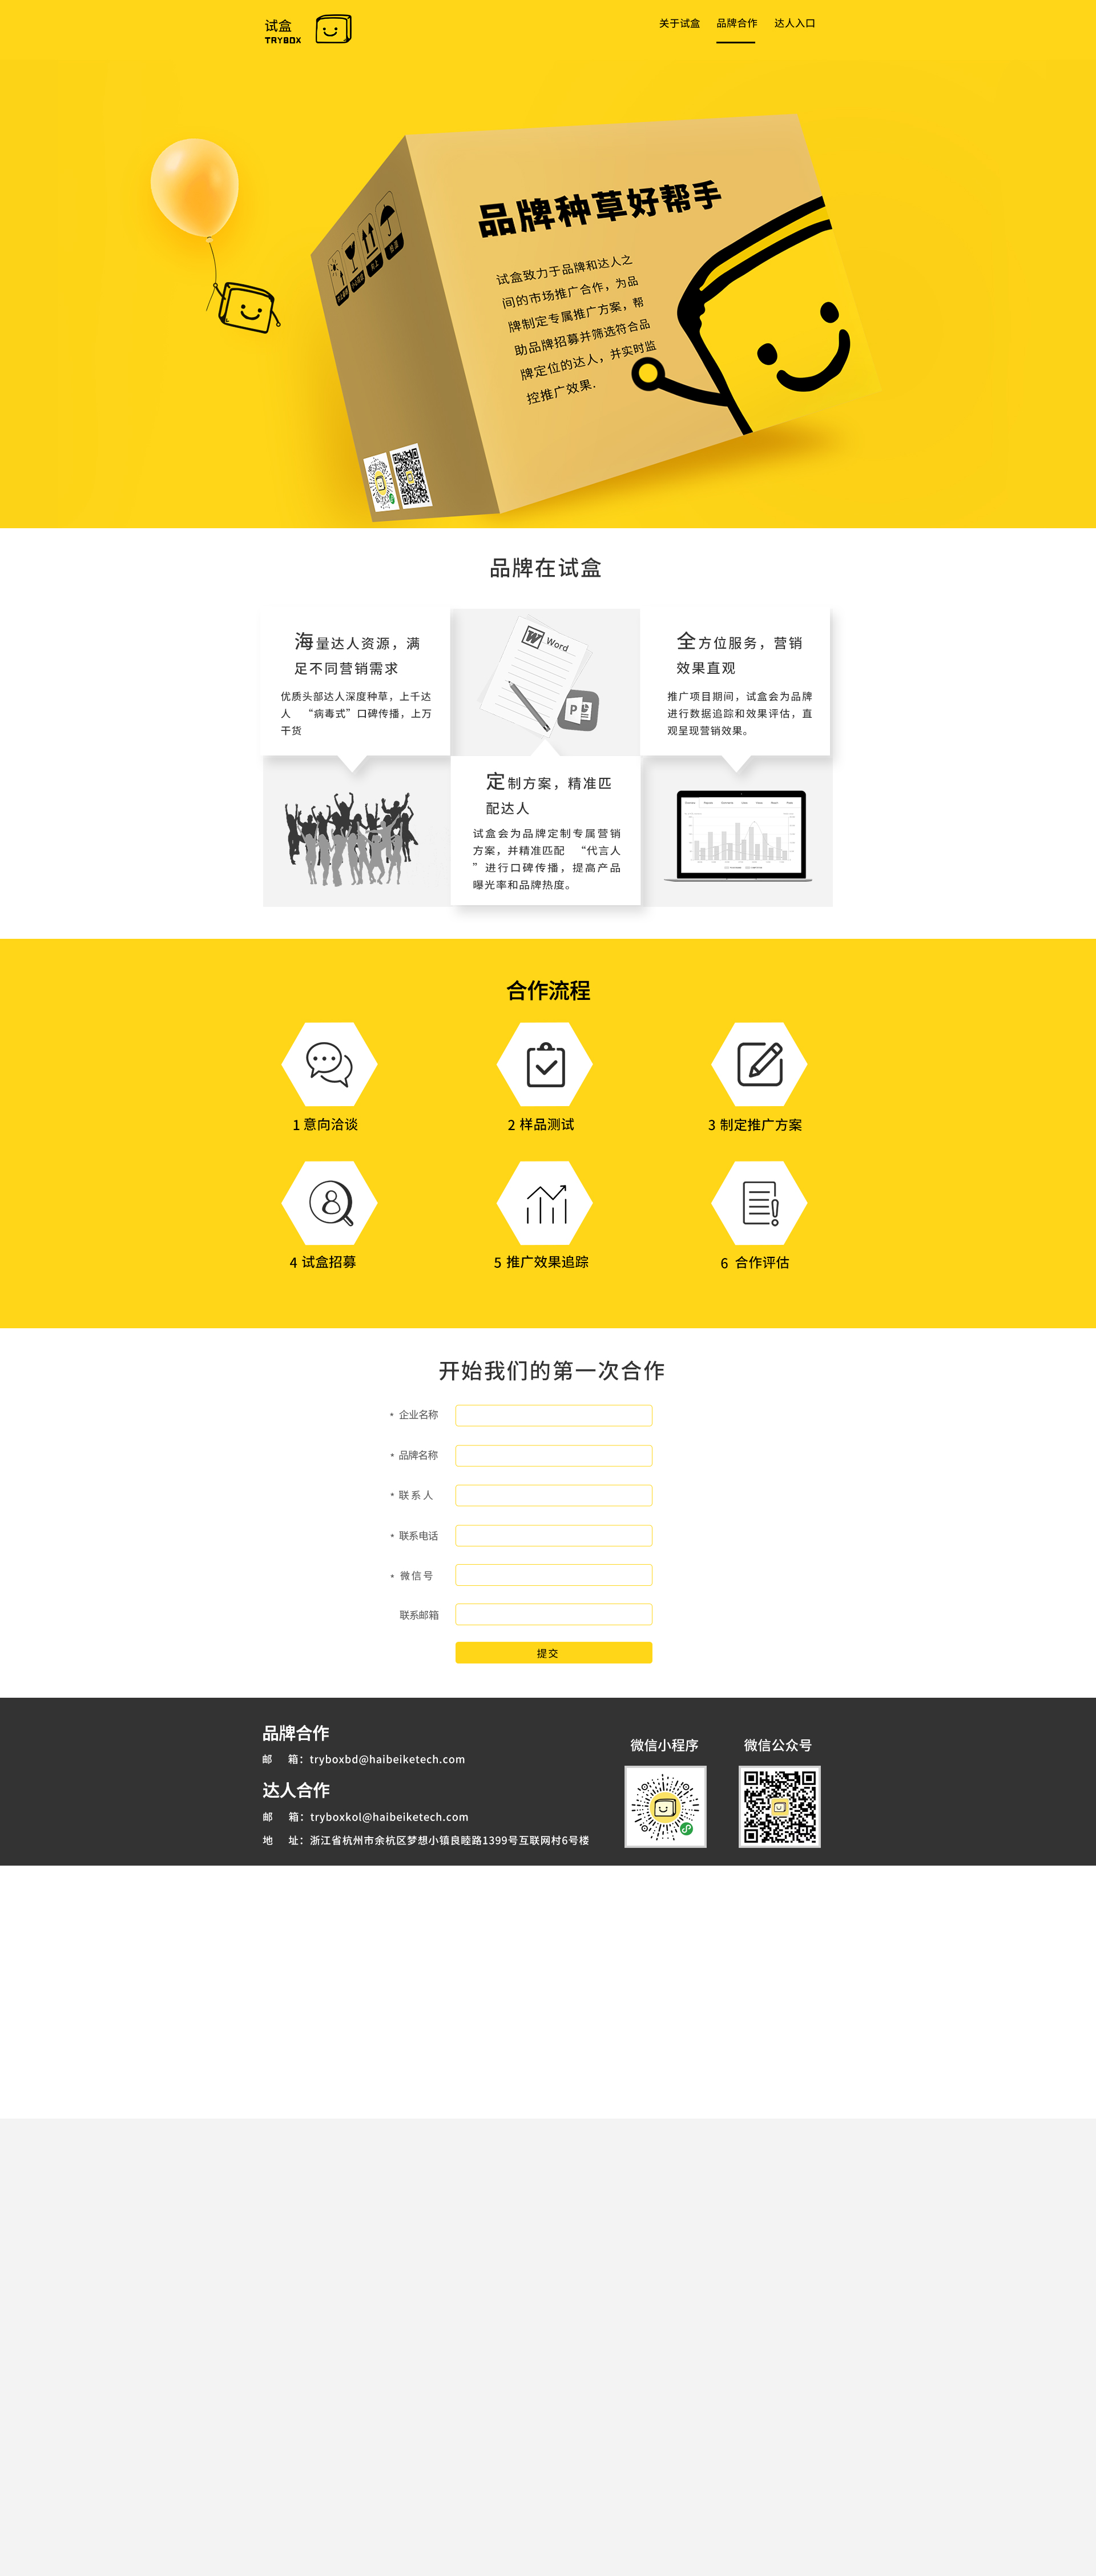 试盒
TRYBOX
关于试盒
品牌合作
达人入口
品牌种草好帮手
试盒致力于品牌和达人之
间的市场推广合作，为品
牌制定专属推广方案，帮
助品牌招募并筛选符合品
牌定位的达人，并实时监
控推广效果.
品牌在试盒
海量达人资源，满
足不同营销需求
优质头部达人深度种草，上千达
人 “病毒式”口碑传播，上万
干货
Word
W
P
全方位服务，营销
效果直观
推广项目期间，试盒会为品牌
进行数据追踪和效果评估，直
观呈现营销效果。
定制方案，精准匹
配达人
试盒会为品牌定制专属营销
方案，并精准匹配 “代言人
”进行口碑传播，提高产品
曝光率和品牌热度。
合作流程
1 意向洽谈
2 样品测试
3 制定推广方案
4 试盒招募
5 推广效果追踪
6 合作评估
开始我们的第一次合作
* 企业名称
* 品牌名称
* 联系人
* 联系电话
* 微信号
联系邮箱
提交
品牌合作
邮 箱：tryboxbd@haibeiketech.com
达人合作
邮 箱：tryboxkol@haibeiketech.com
地 址：浙江省杭州市余杭区梦想小镇良睦路1399号互联网村6号楼
微信小程序
微信公众号